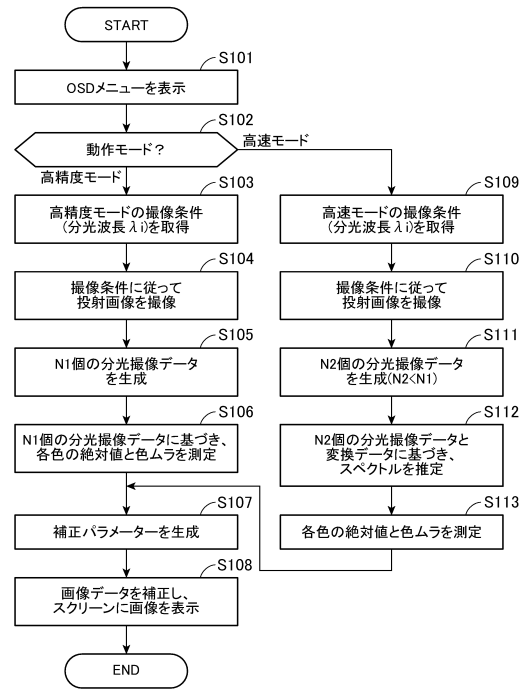 START
S101
OSDメニューを表示
S102
動作モード？
高速モード
高精度モード
S103
高精度モードの撮像条件
(分光波長λi)を取得
S104
撮像条件に従って
投射画像を撮像
S105
N1個の分光撮像データ
を生成
S106
N1個の分光撮像データに基づき、
各色の絶対値と色ムラを測定
S109
高速モードの撮像条件
(分光波長λi)を取得
S110
撮像条件に従って
投射画像を撮像
S111
N2個の分光撮像データ
を生成(N2<N1)
S112
N2個の分光撮像データと
変換データに基づき、
スペクトルを推定
S113
各色の絶対値と色ムラを測定
S107
補正パラメーターを生成
S108
画像データを補正し、
スクリーンに画像を表示
END